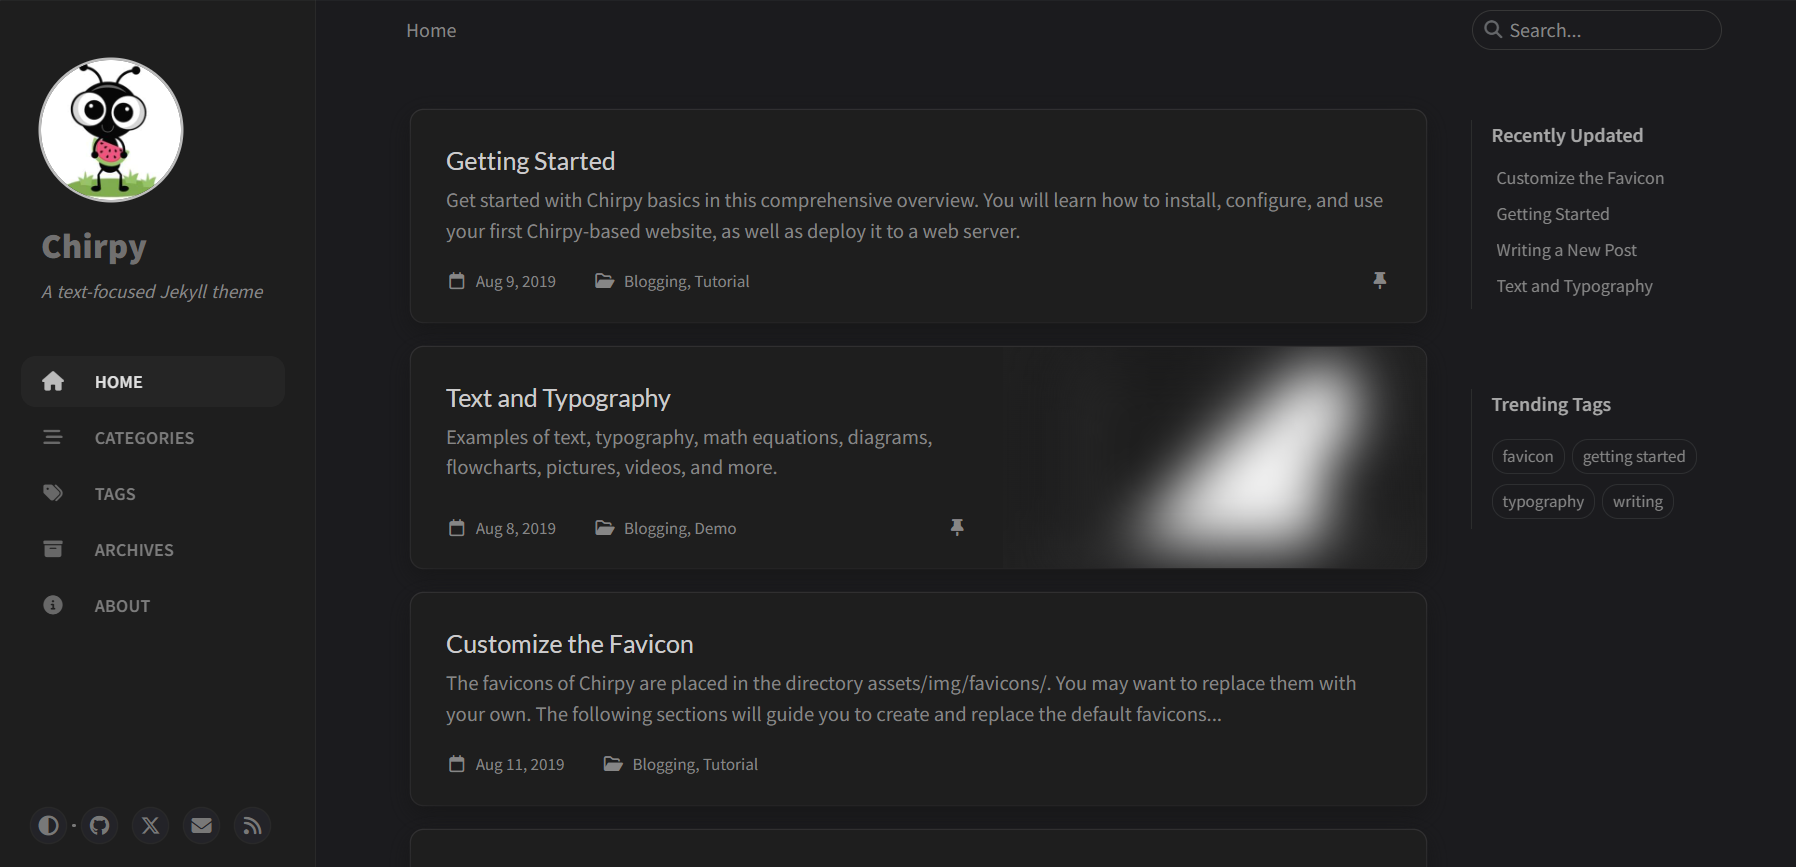 Chirpy
A text-focused Jekyll theme
HOME
CATEGORIES
TAGS
ARCHIVES
ABOUT
Home
Search...
Getting Started
Get started with Chirpy basics in this comprehensive overview. You will learn how to install, configure, and use
your first Chirpy-based website, as well as deploy it to a web server.
Aug 9, 2019
Blogging, Tutorial
Text and Typography
Examples of text, typography, math equations, diagrams,
flowcharts, pictures, videos, and more.
Aug 8, 2019
Blogging, Demo
Customize the Favicon
The favicons of Chirpy are placed in the directory assets/img/favicons/. You may want to replace them with
your own. The following sections will guide you to create and replace the default favicons...
Aug 11, 2019
Blogging, Tutorial
Recently Updated
Customize the Favicon
Getting Started
Writing a New Post
Text and Typography
Trending Tags
favicon
getting started
typography
writing